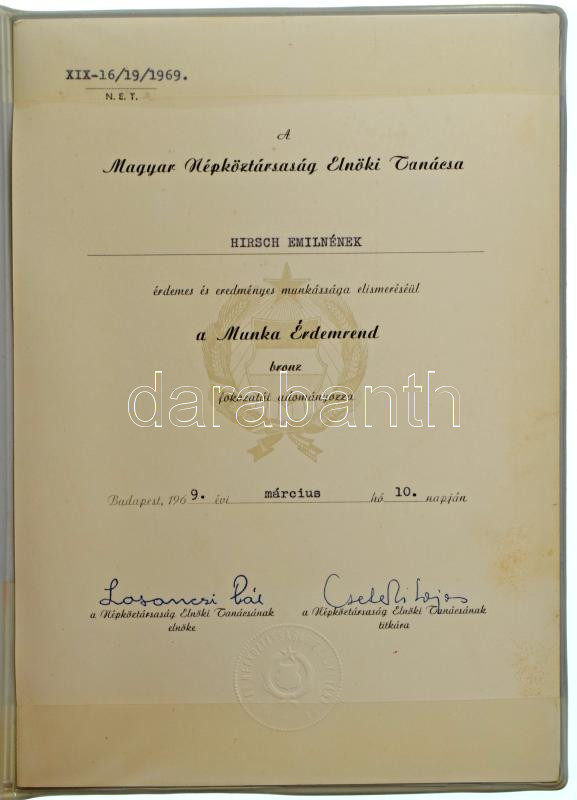 XIX-16/19/1969.
N. E. T.
A
Magyar Népköztársaság Elnöki Tanácsa
HIRSCH EMILNÉNEK
érdemes és eredményes munkássága elismeréséül
a Munka Érdemrend
bronz
fokozatát adományozza
darabanth
Budapest, 1969. évi március hó 10. napján
Losonczi Pál
Cseterki Lajos
a Népköztársaság Elnöki Tanácsának
elnöke
a Népköztársaság Elnöki Tanácsának
titkára